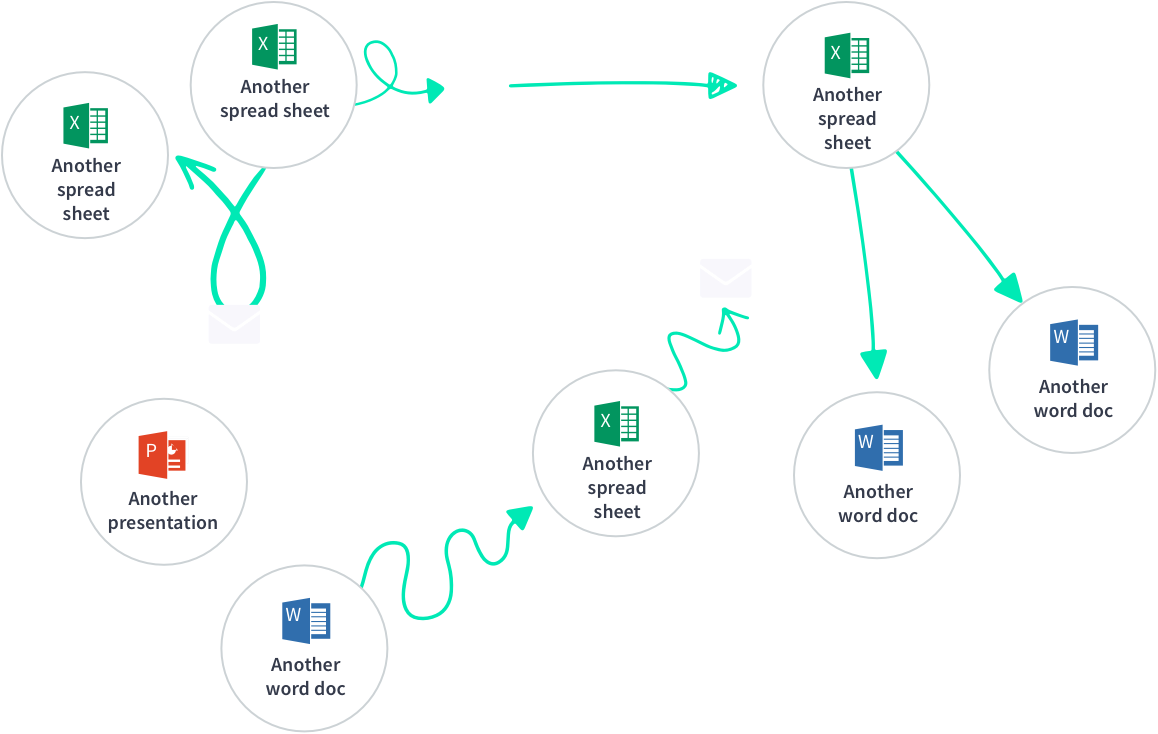 X
Another
spread sheet
X
Another
spread
sheet
X
Another
spread
sheet
W
Another
word doc
X
Another
spread
sheet
P
Another
presentation
W
Another
word doc
W
Another
word doc